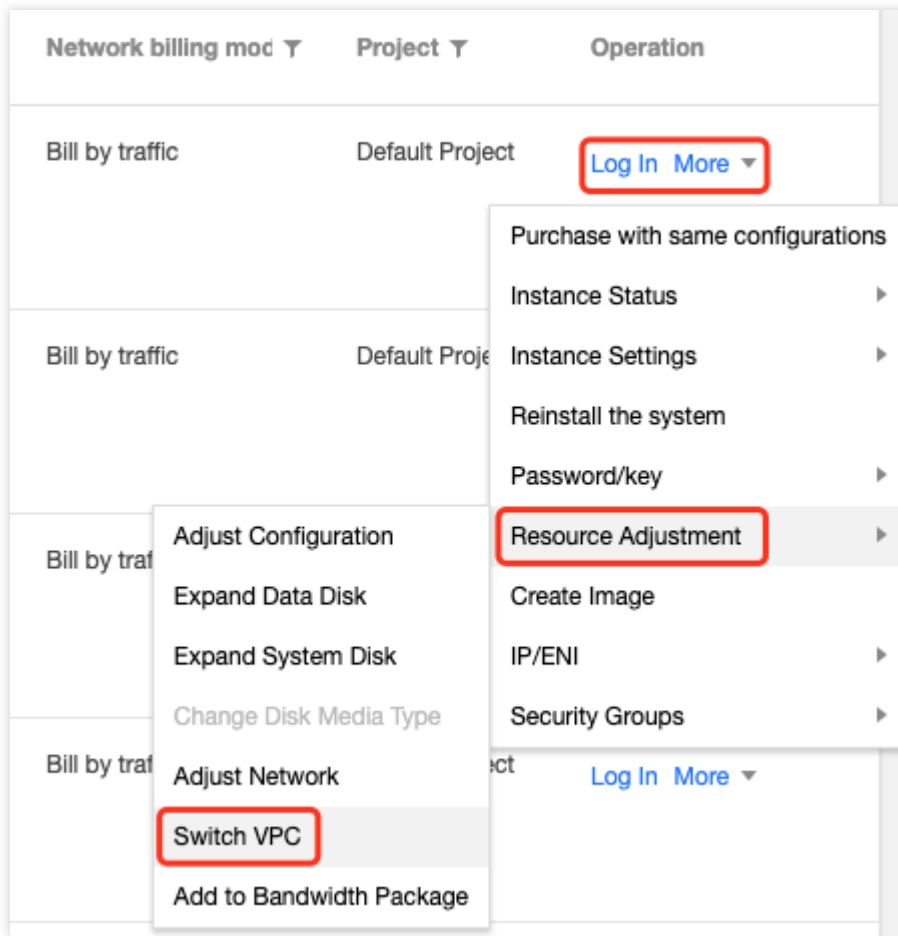 Network billing mod Project Operation
Bill by traffic Default Project Log In More
Purchase with same configurations
Instance Status
Bill by traffic Default Proje Instance Settings
Reinstall the system
Password/key
Adjust Configuration Resource Adjustment
Bill by traf
Expand Data Disk Create Image
Expand System Disk IP/ENI
Change Disk Media Type Security Groups
Bill by traf Adjust Network ect Log In More
Switch VPC
Add to Bandwidth Package